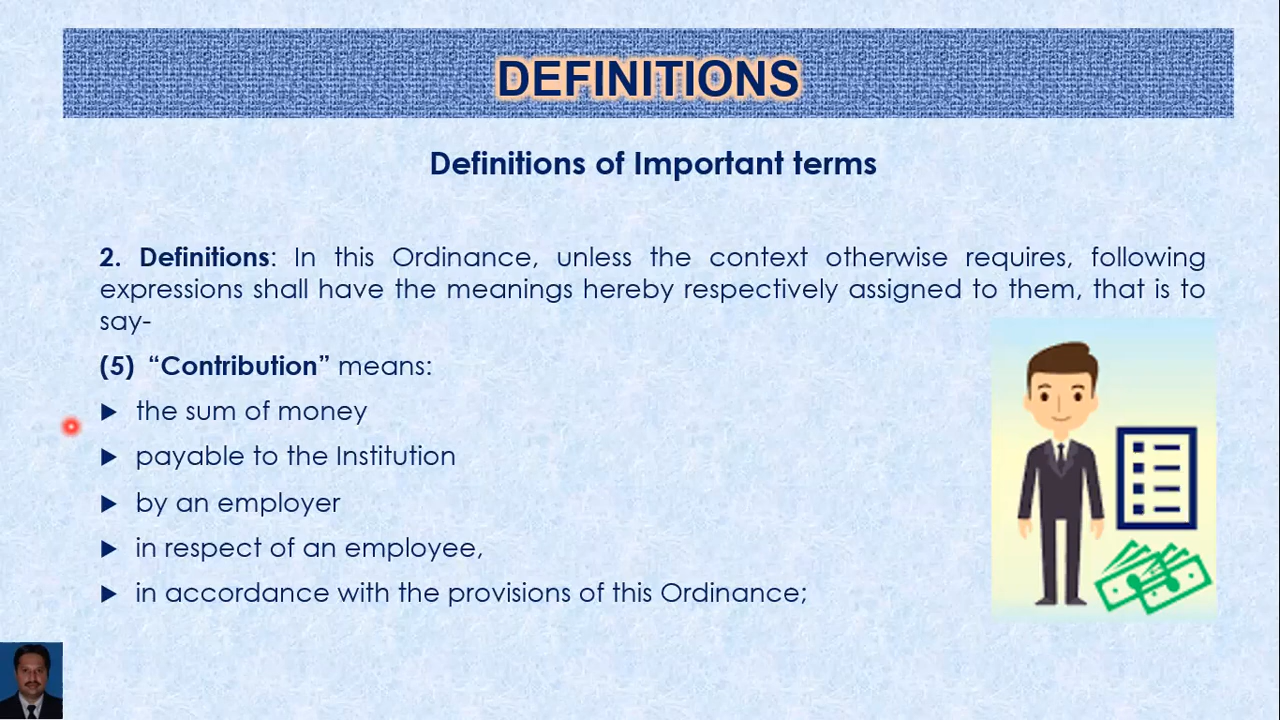 DEFINITIONS
Definitions of Important terms
2. Definitions: In this Ordinance, unless the context otherwise requires, following
expressions shall have the meanings hereby respectively assigned to them, that is to
say-
(5) “Contribution” means:
the sum of money
payable to the Institution
by an employer
in respect of an employee,
in accordance with the provisions of this Ordinance;